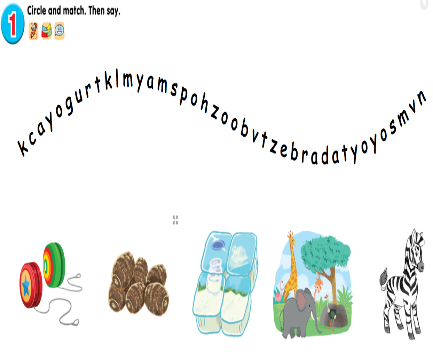 1
Circle and match. Then say.
kcayogurtklmyamspohzoobvtzebradatyoyosmvn